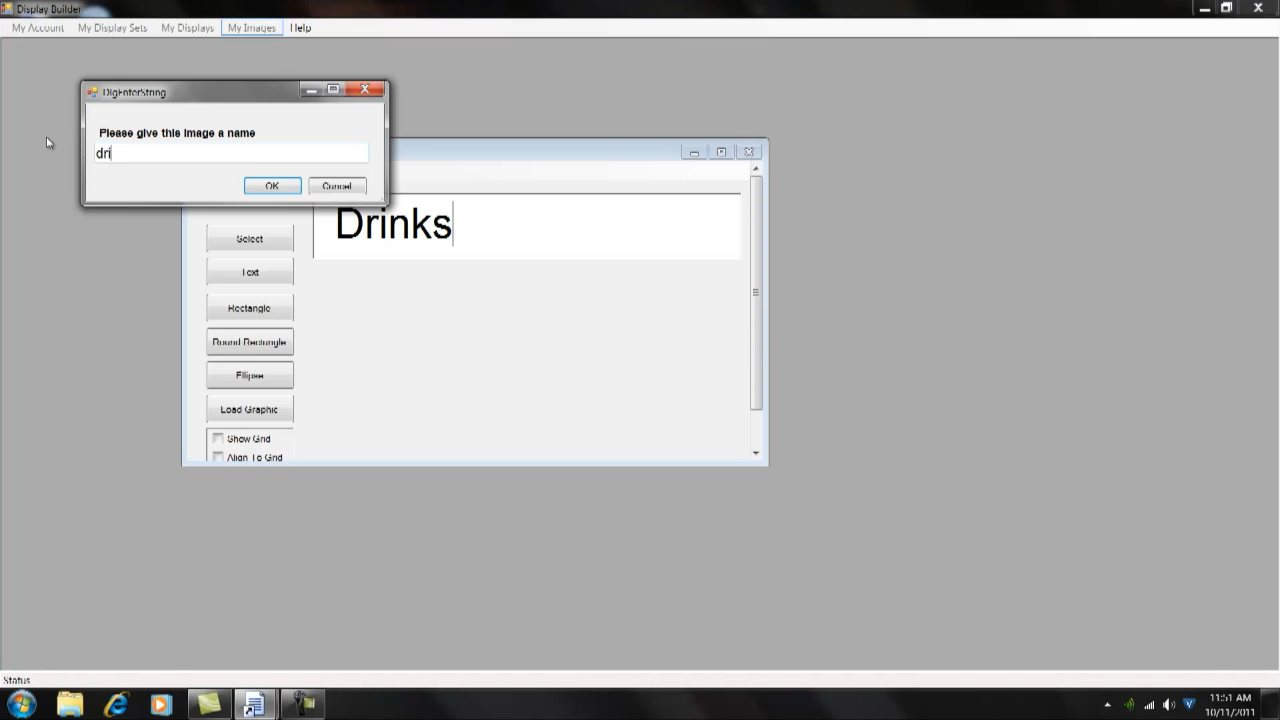 Display Builder
My Account My Display Sets My Displays My Images Help
DlgEnterString
Please give this image a name
dri
OK Cancel
Drinks
Select
Text
Rectangle
Round Rectangle
Ellipse
Load Graphic
Show Grid
Align To Grid
Status
11:51 AM
10/11/2011